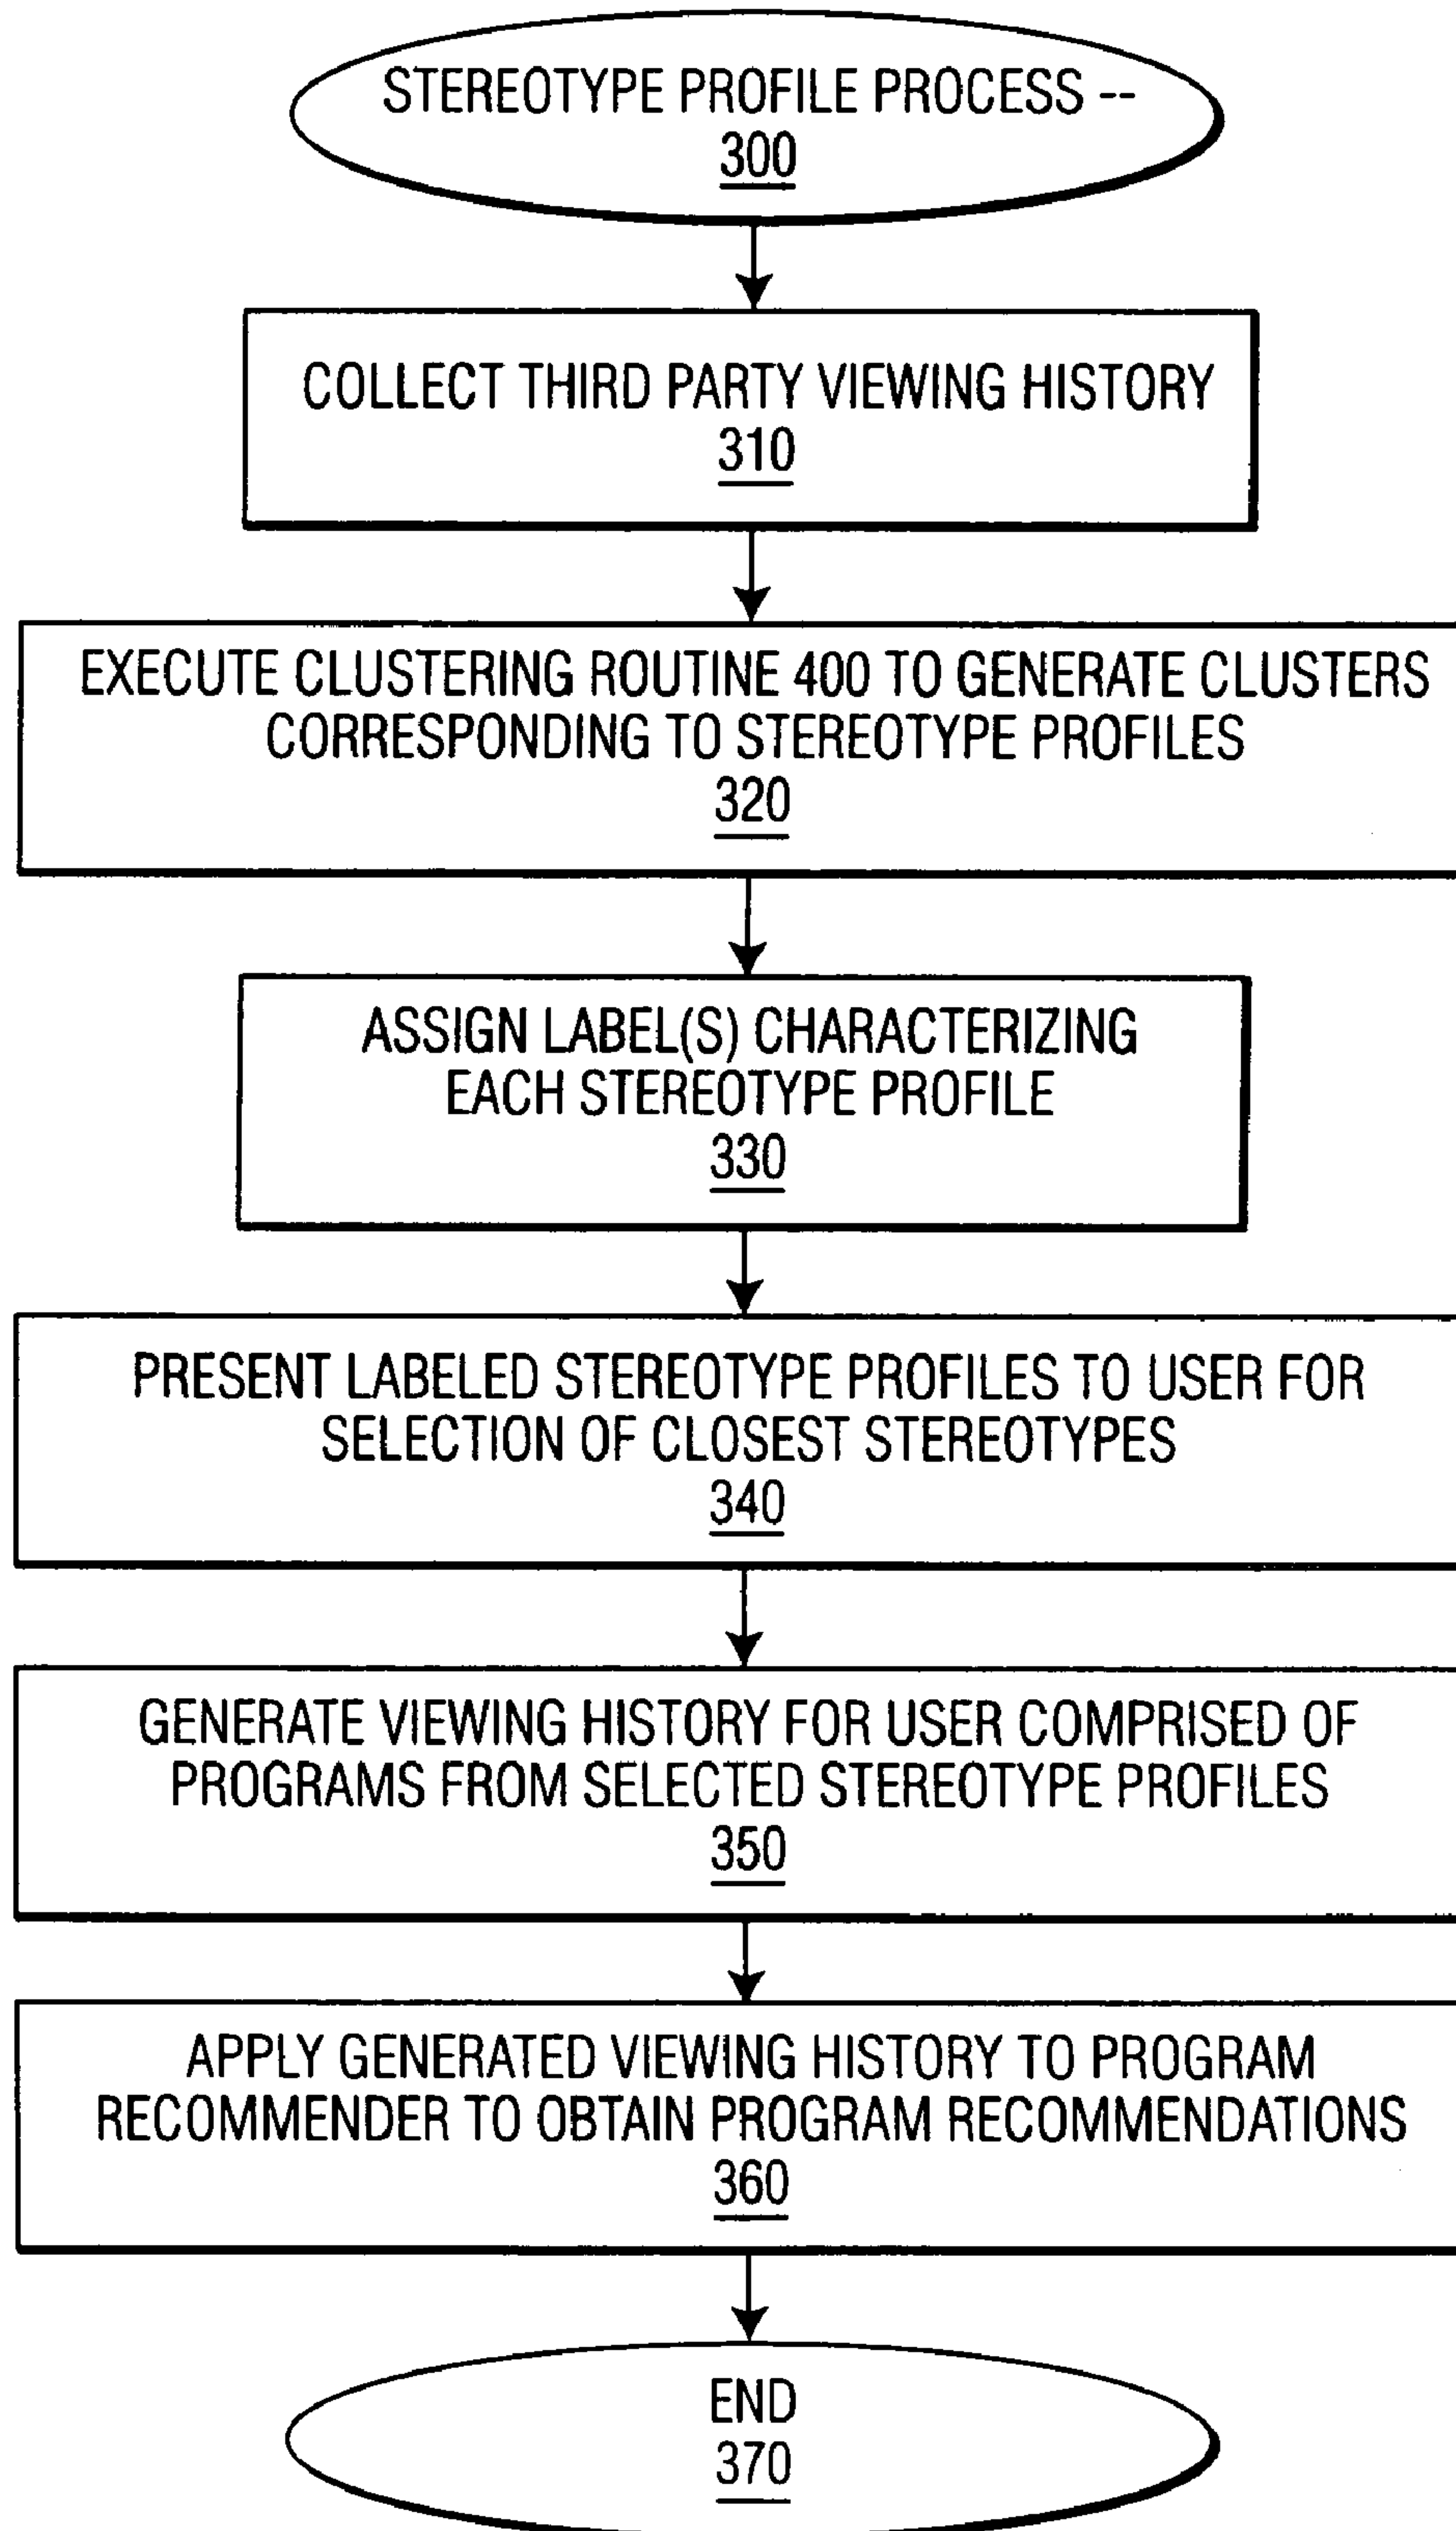 STEREOTYPE PROFILE PROCESS --
300
COLLECT THIRD PARTY VIEWING HISTORY
310
EXECUTE CLUSTERING ROUTINE 400 TO GENERATE CLUSTERS
CORRESPONDING TO STEREOTYPE PROFILES
320
ASSIGN LABEL(S) CHARACTERIZING
EACH STEREOTYPE PROFILE
330
PRESENT LABELED STEREOTYPE PROFILES TO USER FOR
SELECTION OF CLOSEST STEREOTYPES
340
GENERATE VIEWING HISTORY FOR USER COMPRISED OF
PROGRAMS FROM SELECTED STEREOTYPE PROFILES
350
APPLY GENERATED VIEWING HISTORY TO PROGRAM
RECOMMENDER TO OBTAIN PROGRAM RECOMMENDATIONS
360
END
370